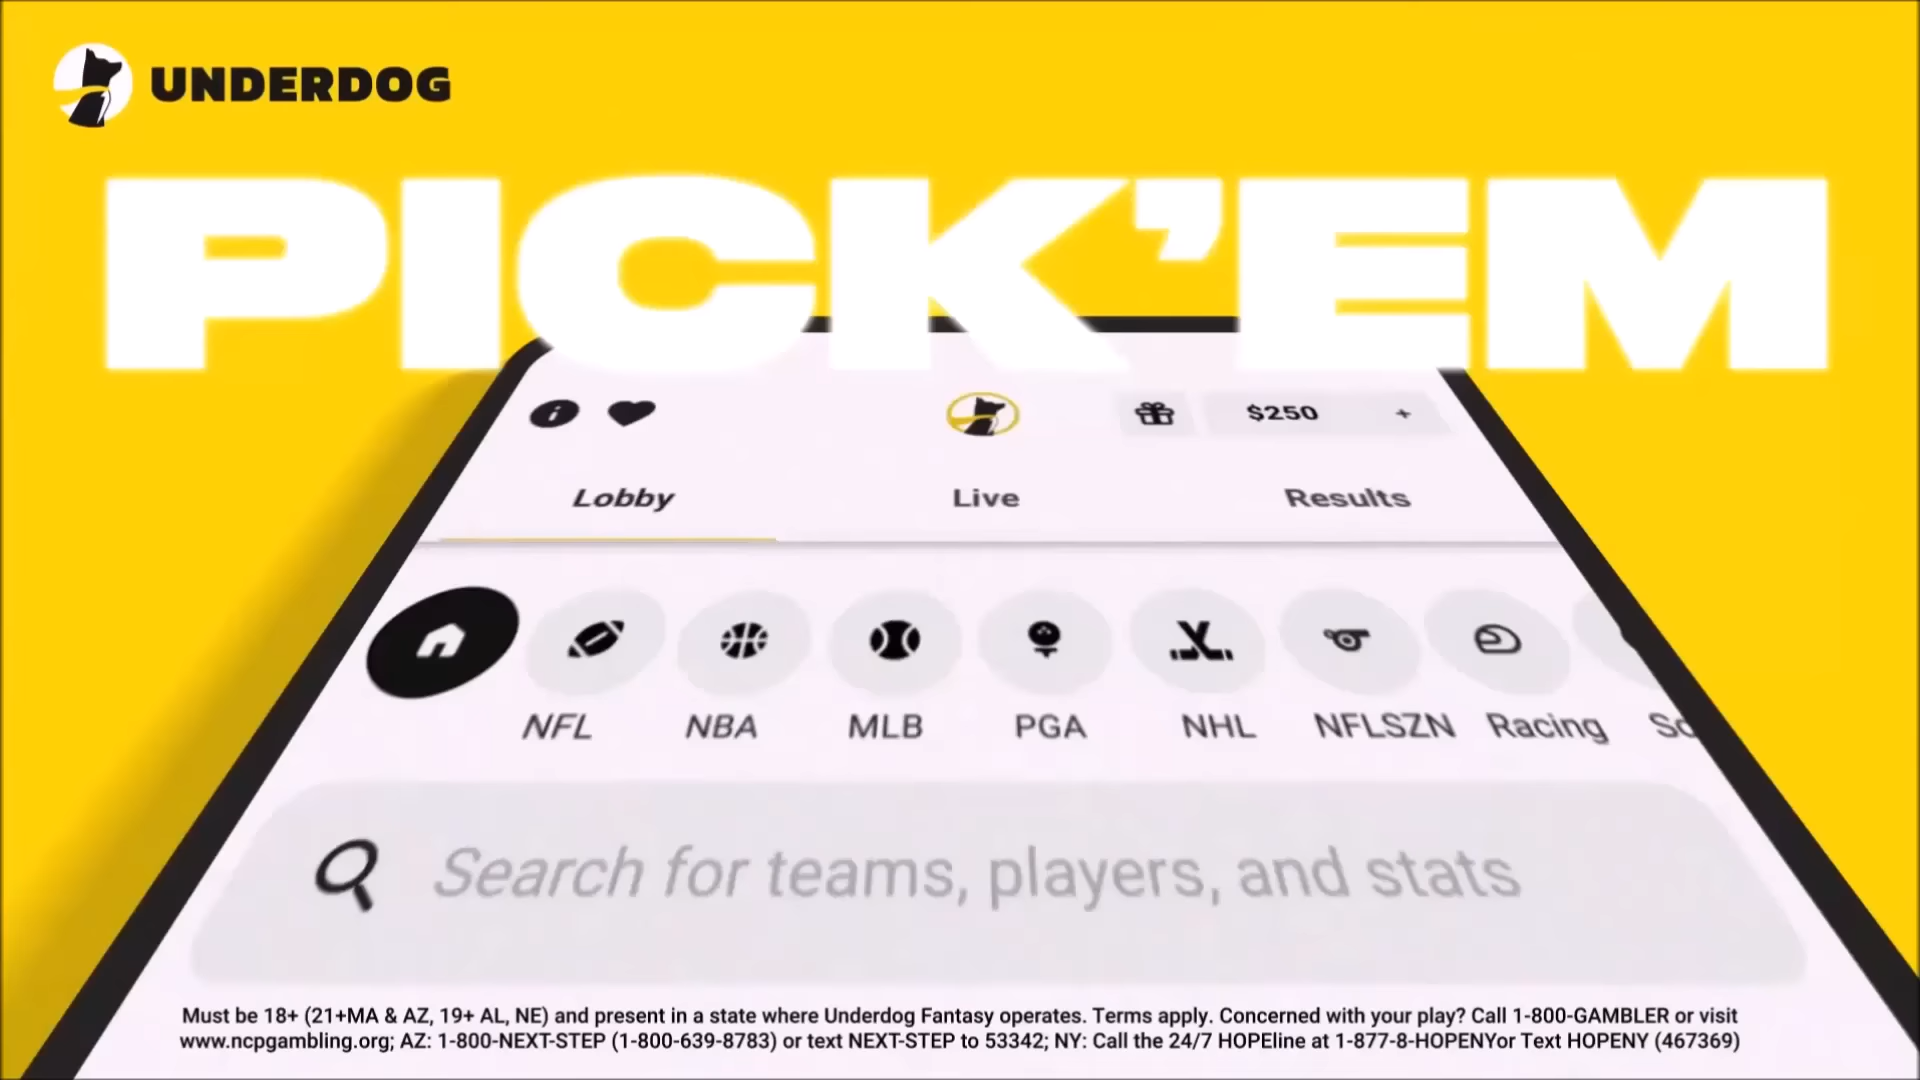 UNDERDOG
PICK'EM
$250 +
Lobby Live Results
NFL NBA MLB PGA NHL NFLSZN Racing
Search for teams, players, and stats
Must be 18+ (21+MA & AZ, 19+ AL, NE) and present in a state where Underdog Fantasy operates. Terms apply. Concerned with your play? Call 1-800-GAMBLER or visit
www.ncpgambling.org; AZ: 1-800-NEXT-STEP (1-800-639-8783) or text NEXT-STEP to 53342; NY: Call the 24/7 HOPEline at 1-877-8-HOPENYor Text HOPENY (467369)